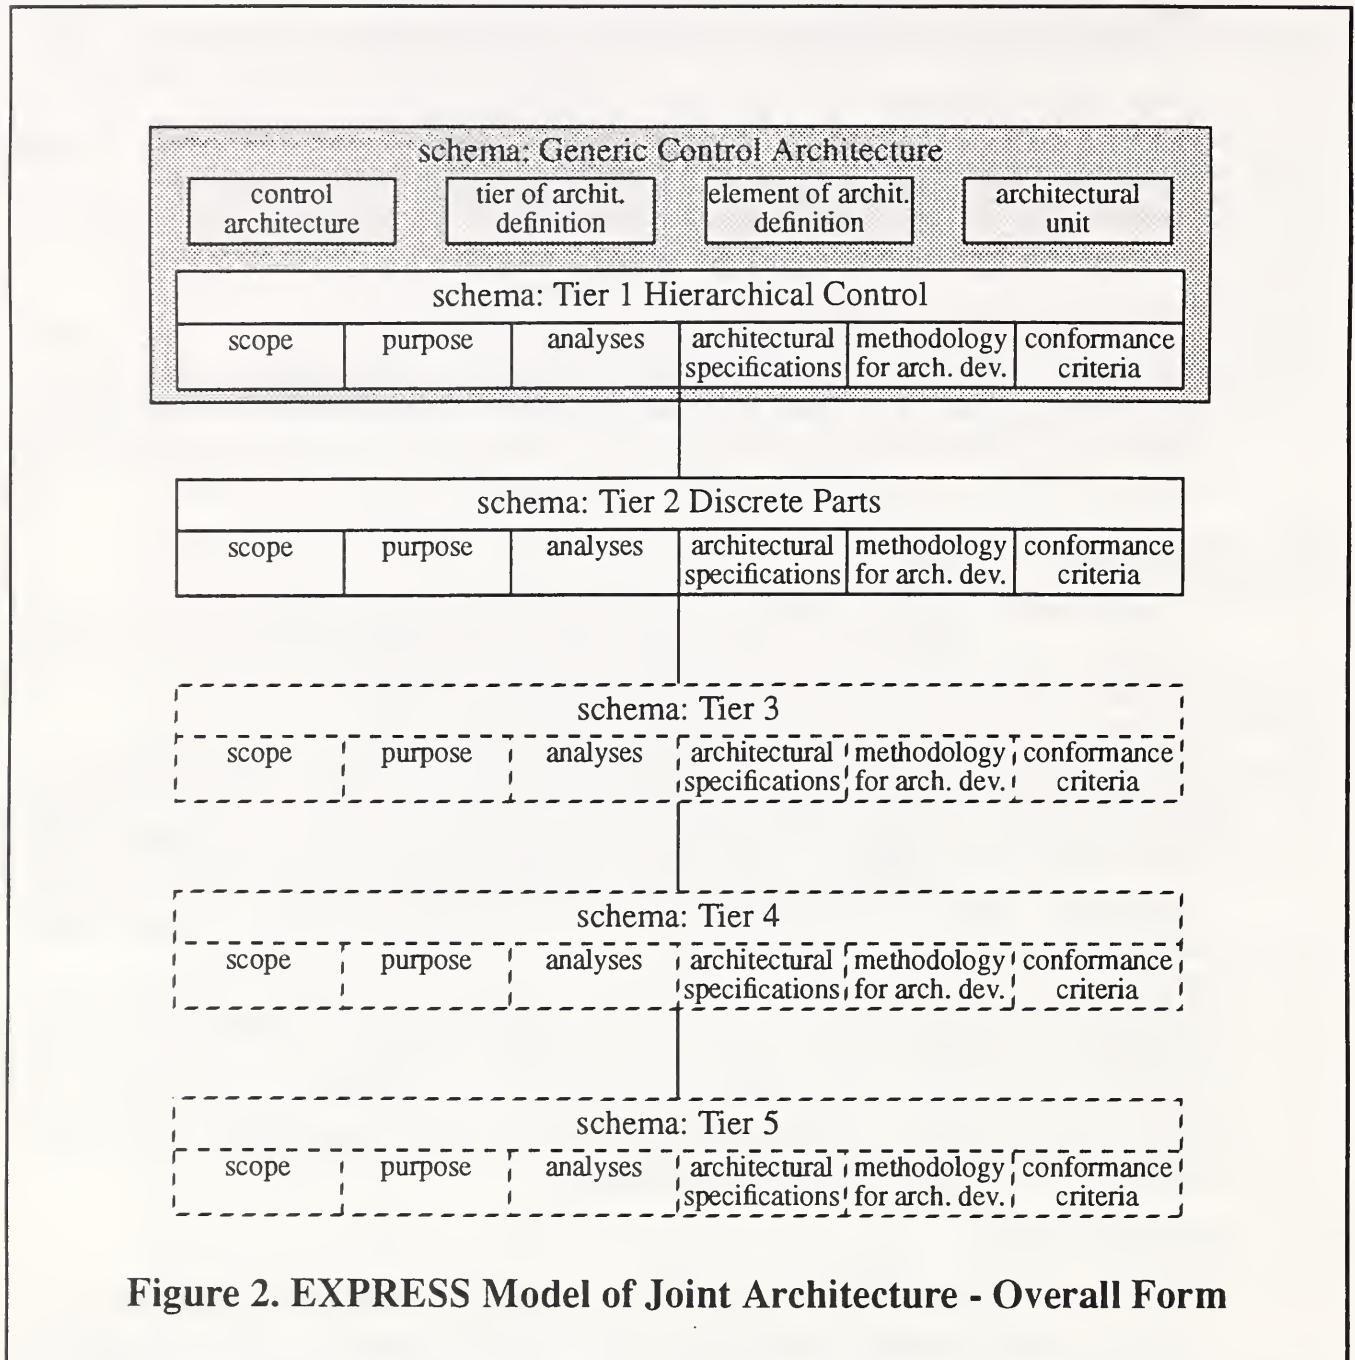 schema: Generic Control Architecture
control
architecture
tier of archit.
definition
element of archit.
definition
architectural
unit
schema: Tier 1 Hierarchical Control
scope
purpose
analyses
architectural
specifications
methodology
for arch. dev.
conformance
criteria
schema: Tier 2 Discrete Parts
scope
purpose
analyses
architectural
specifications
methodology
for arch. dev.
conformance
criteria
schema: Tier 3
scope
purpose
analyses
architectural
specifications
methodology
for arch. dev.
conformance
criteria
schema: Tier 4
scope
purpose
analyses
architectural
specifications
methodology
for arch. dev.
conformance
criteria
schema: Tier 5
scope
purpose
analyses
architectural
specifications
methodology
for arch. dev.
conformance
criteria
Figure 2. EXPRESS Model of Joint Architecture - Overall Form